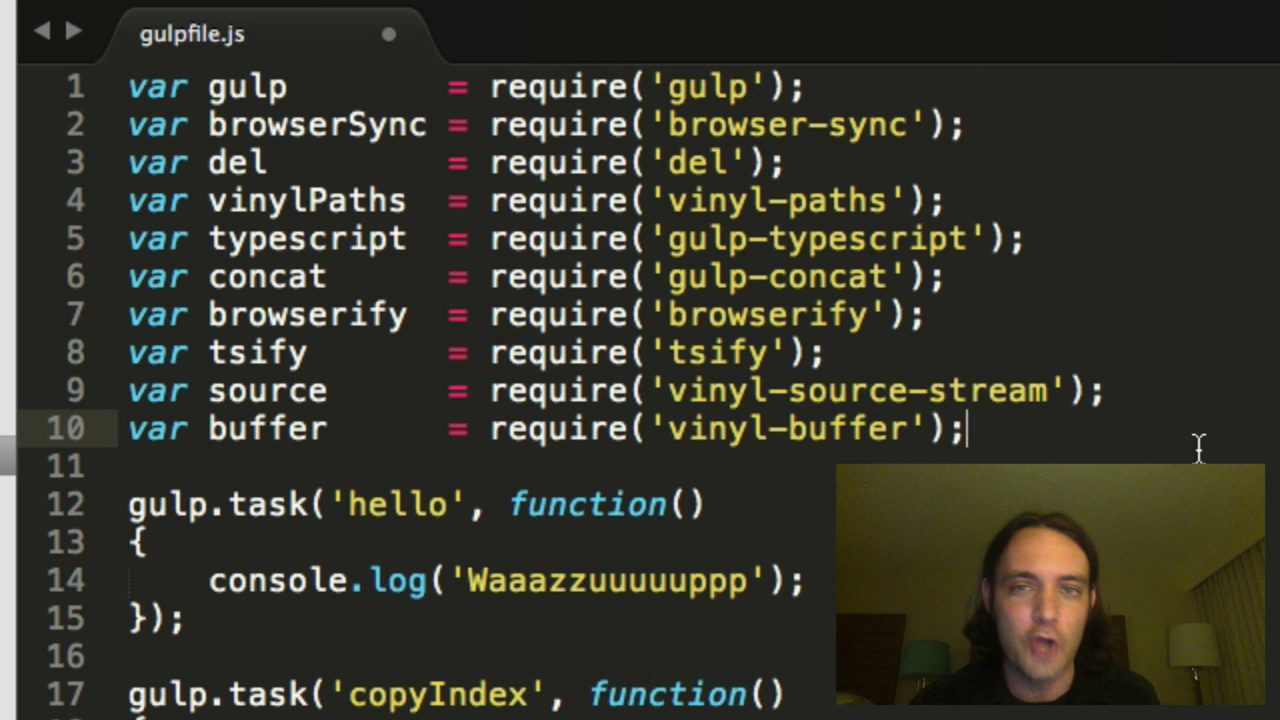 gulpfile.js
1 var gulp = require('gulp');
2 var browserSync = require('browser-sync');
3 var del = require('del');
4 var vinylPaths = require('vinyl-paths');
5 var typescript = require('gulp-typescript');
6 var concat = require('gulp-concat');
7 var browserify = require('browserify');
8 var tsify = require('tsify');
9 var source = require('vinyl-source-stream');
10 var buffer = require('vinyl-buffer');
11
12 gulp.task('hello', function()
13 {
14 console.log('Waaazzuuuuuppp');
15 });
16
17 gulp.task('copyIndex', function()
{